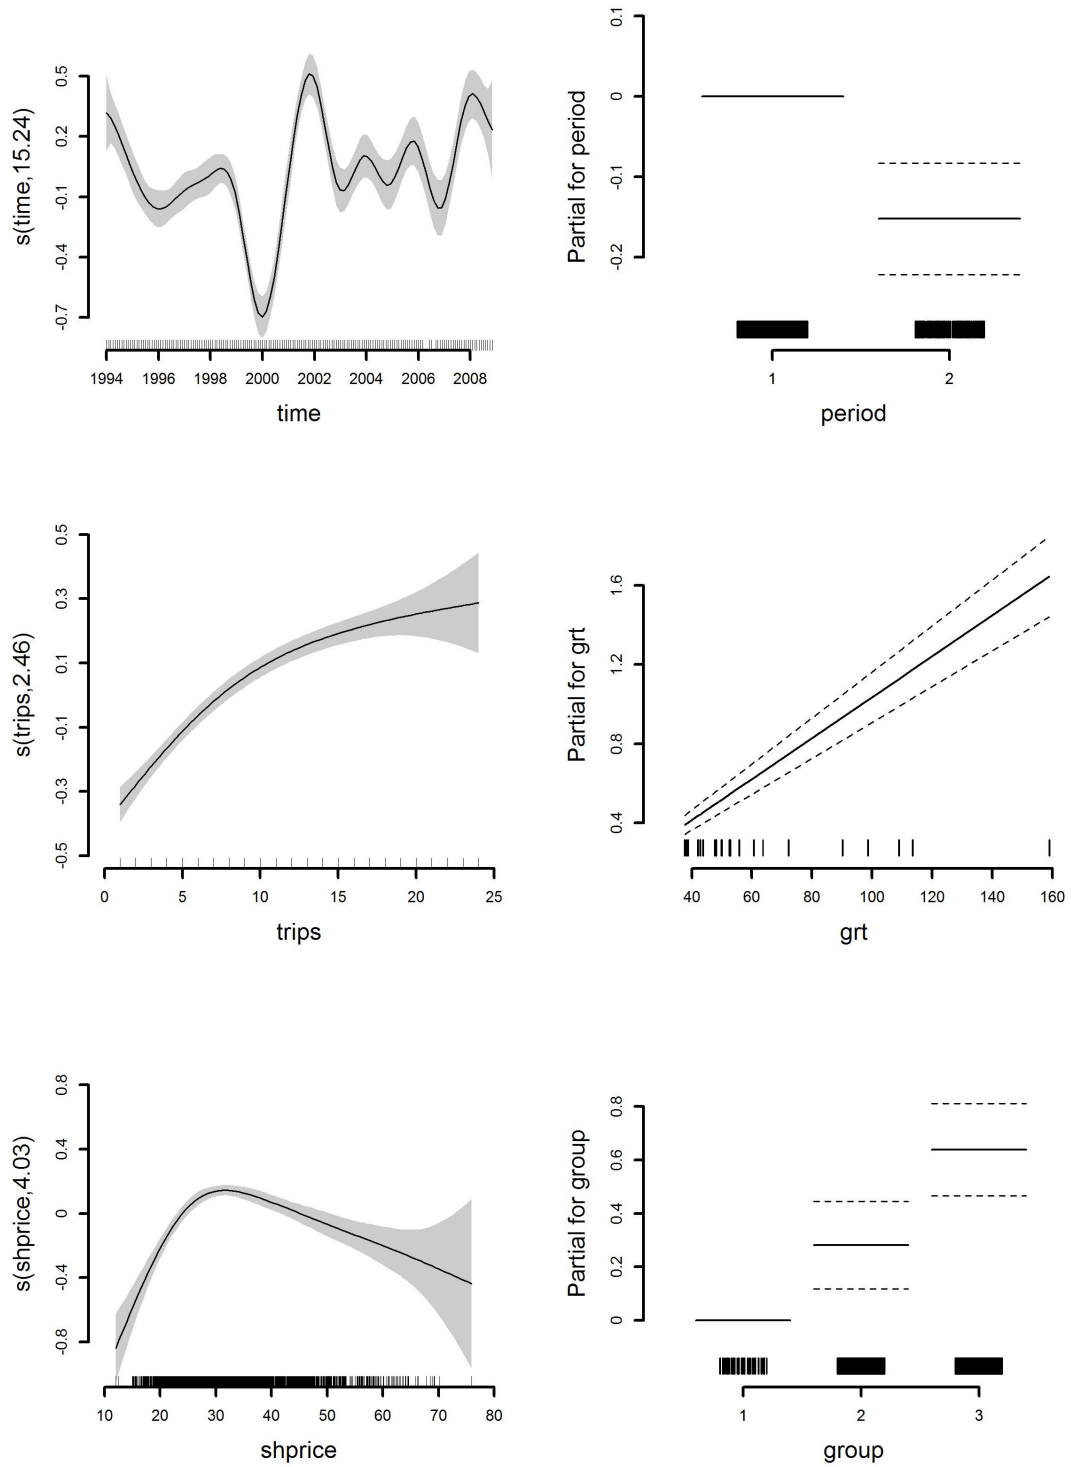 s(time,15.24)
0.5
0.2
-0.1
-0.4
-0.7
1994 1996 1998 2000 2002 2004 2006 2008
time
Partial for period
0.1
0
-0.1
-0.2
1 2
period
s(trips,2.46)
0.5
0.3
0.1
-0.1
-0.3
-0.5
0 5 10 15 20 25
trips
Partial for grt
1.6
1.2
0.8
0.4
40 60 80 100 120 140 160
grt
s(shprice,4.03)
0.8
0.4
0
-0.4
-0.8
10 20 30 40 50 60 70 80
shprice
Partial for group
0.8
0.6
0.4
0.2
0
1 2 3
group